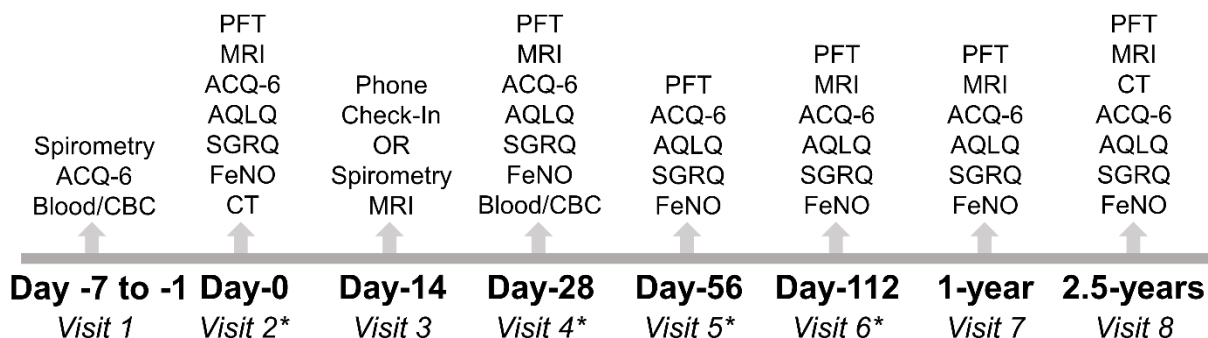 Spirometry
ACQ-6
Blood/CBC
PFT
MRI
ACQ-6
AQLQ
SGRQ
FeNO
CT
Phone
Check-In
OR
Spirometry
MRI
PFT
MRI
ACQ-6
AQLQ
SGRQ
FeNO
Blood/CBC
PFT
ACQ-6
AQLQ
SGRQ
FeNO
PFT
MRI
ACQ-6
AQLQ
SGRQ
FeNO
PFT
MRI
ACQ-6
AQLQ
SGRQ
FeNO
PFT
MRI
CT
ACQ-6
AQLQ
SGRQ
FeNO
Day -7 to -1 Day-0 Day-14 Day-28 Day-56 Day-112 1-year 2.5-years
Visit 1 Visit 2* Visit 3 Visit 4* Visit 5* Visit 6* Visit 7 Visit 8